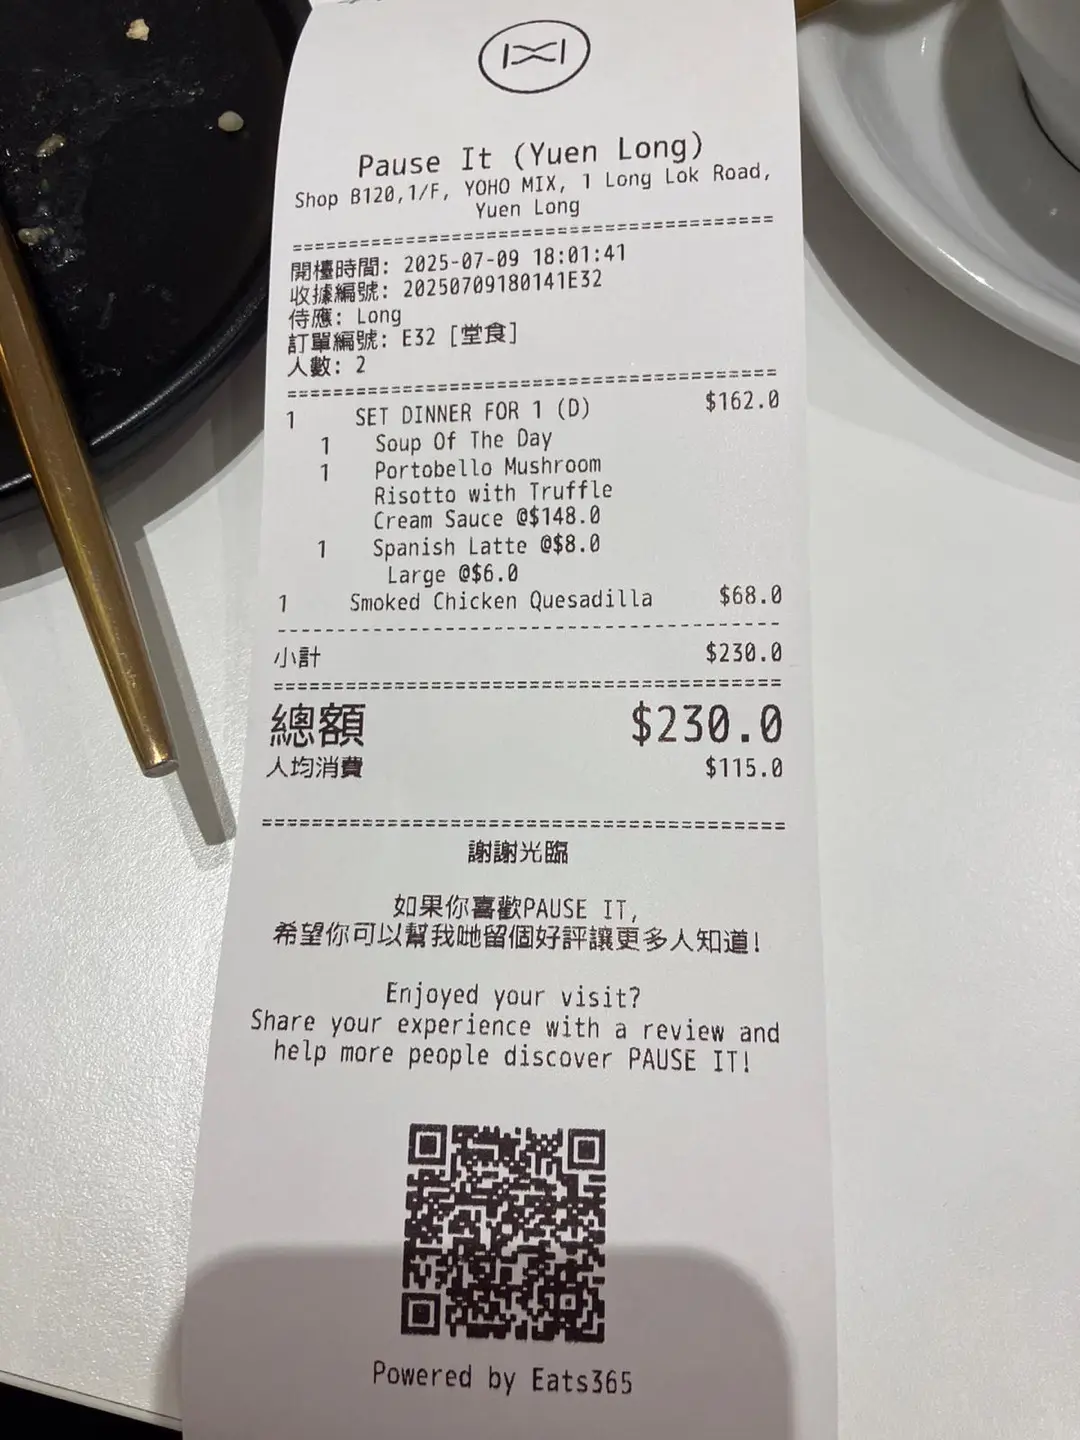 Pause It (Yuen Long)
Shop B120,1/F, YOHO MIX, 1 Long Lok Road,
Yuen Long
==========================================
開檯時間: 2025-07-09 18:01:41
收據編號: 20250709180141E32
侍應: Long
訂單編號: E32 [堂食]
人數: 2
==========================================
1 SET DINNER FOR 1 (D) $162.0
1 Soup Of The Day
1 Portobello Mushroom
Risotto with Truffle
Cream Sauce @$148.0
1 Spanish Latte @$8.0
Large @$6.0
1 Smoked Chicken Quesadilla $68.0
------------------------------------------
小計 $230.0
==========================================
總額 $230.0
人均消費 $115.0
==========================================
謝謝光臨
如果你喜歡PAUSE IT,
希望你可以幫我哋留個好評讓更多人知道!
Enjoyed your visit?
Share your experience with a review and
help more people discover PAUSE IT!
Powered by Eats365